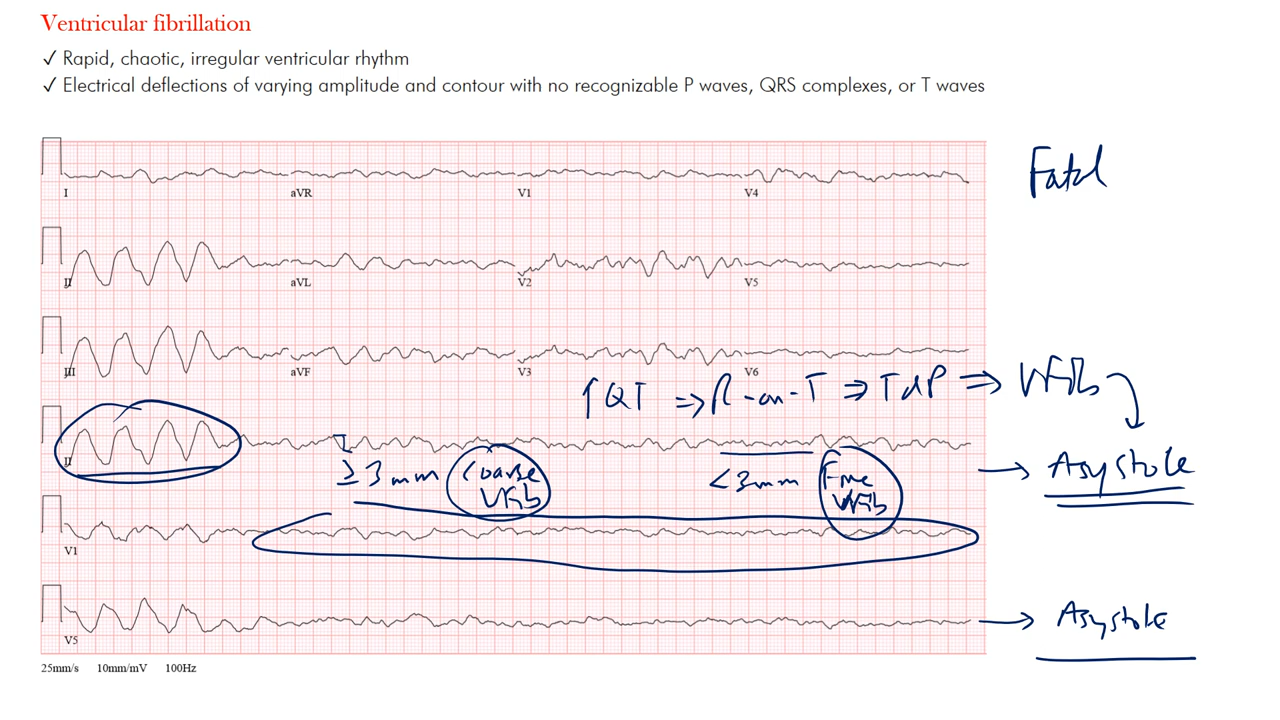 Ventricular fibrillation
✓ Rapid, chaotic, irregular ventricular rhythm
✓ Electrical deflections of varying amplitude and contour with no recognizable P waves, QRS complexes, or T waves
Fatal
I aVR V1 V4
II aVL V2 V5
III aVF V3 V6
↑QT ⇒ R-on-T ⇒ TdP ⇒ VFib
II
≥3mm Coarse VFib
<3mm Fine VFib
→ Asystole
V1
V5
→ Asystole
25mm/s 10mm/mV 100Hz